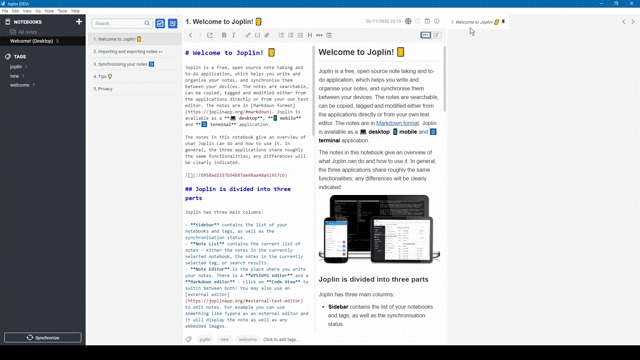 Joplin (DEV)
File Edit View Go Note Tools Help
NOTEBOOKS
All notes
Welcome! (Desktop) 5
TAGS
joplin
new
welcome
Synchronize
Search...
1. Welcome to Joplin! 🗒️
2. Importing and exporting notes ↔️
3. Synchronising your notes
4. Tips 💡
5. Privacy
1. Welcome to Joplin! 🗒️
26/11/2020 23:15
# Welcome to Joplin! 🗒️
Joplin is a free, open source note taking and
to-do application, which helps you write and
organise your notes, and synchronise them
between your devices. The notes are searchable,
can be copied, tagged and modified either from
the applications directly or from your own text
editor. The notes are in [Markdown format]
(https://joplinapp.org/#markdown). Joplin is
available as a **💻 desktop**, **📱 mobile**
and **terminal** application.
The notes in this notebook give an overview of
what Joplin can do and how to use it. In
general, the three applications share roughly
the same functionalities; any differences will
be clearly indicated.
## Joplin is divided into three
parts
Joplin has three main columns:
- **Sidebar** contains the list of your
notebooks and tags, as well as the
synchronisation status.
- **Note List** contains the current list of
notes - either the notes in the currently
selected notebook, the notes in the currently
selected tag, or search results.
- **Note Editor** is the place where you write
your notes. There is a **WYSIWYG editor** and a
**Markdown editor** - click on **Code View** to
switch between both! You may also use an
[external editor]
(https://joplinapp.org/#external-text-editor)
to edit notes. For example you can use
something like Typora as an external editor and
it will display the note as well as any
embedded images.
joplin new welcome Click to add tags...
Welcome to Joplin! 🗒️
Joplin is a free, open source note taking and to-
do application, which helps you write and
organise your notes, and synchronise them
between your devices. The notes are searchable,
can be copied, tagged and modified either from
the applications directly or from your own text
editor. The notes are in Markdown format. Joplin
is available as a 💻 desktop, 📱 mobile and
terminal application.
The notes in this notebook give an overview of
what Joplin can do and how to use it. In general,
the three applications share roughly the same
functionalities; any differences will be clearly
indicated.
Joplin is divided into three parts
Joplin has three main columns:
• Sidebar contains the list of your notebooks
and tags, as well as the synchronisation
status.
1. Welcome to Joplin! 🗒️